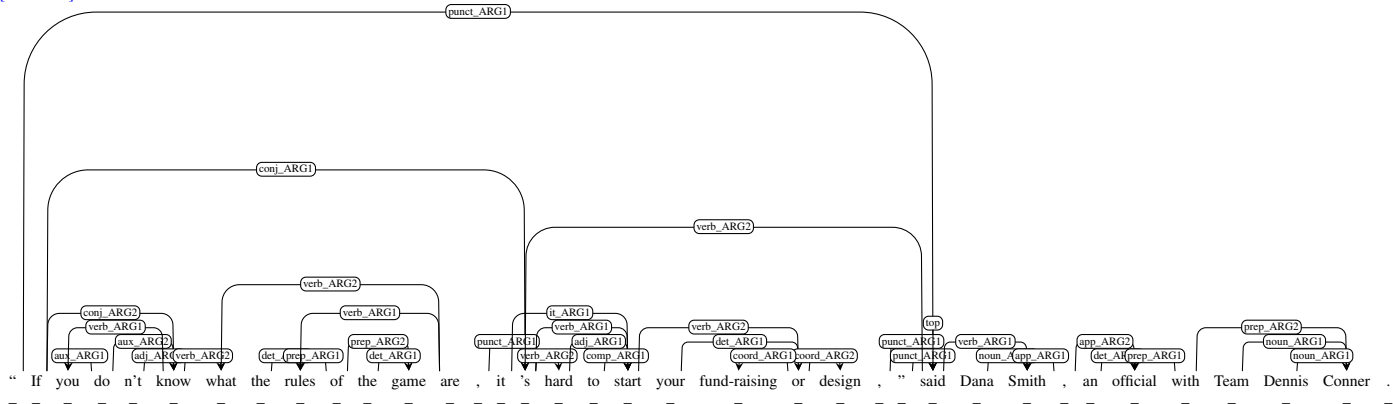 punct_ARG1
conj_ARG1
verb_ARG2
verb_ARG2
conj_ARG2 verb_ARG1 it_ARG1
top
verb_ARG1 verb_ARG1 verb_ARG2 prep_ARG2
aux_ARG2 prep_ARG2 punct_ARG1 adj_ARG1 det_ARG1 punct_ARG1 verb_ARG1 app_ARG2 noun_ARG1
aux_ARG1 verb_ARG2 prep_ARG1 det_ARG1 verb_ARG2 comp_ARG1 coord_ARG1 coord_ARG2 punct_ARG1 app_ARG1 prep_ARG1 noun_ARG1
“ If you do n't know what the rules of the game are , it 's hard to start your fund-raising or design , ” said Dana Smith , an official with Team Dennis Conner .